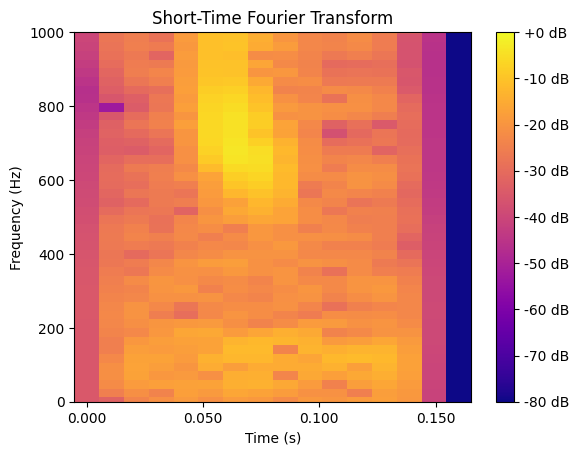 Short-Time Fourier Transform
1000
800
600
400
200
0
Frequency (Hz)
0.000
0.050
0.100
0.150
Time (s)
+0 dB
-10 dB
-20 dB
-30 dB
-40 dB
-50 dB
-60 dB
-70 dB
-80 dB